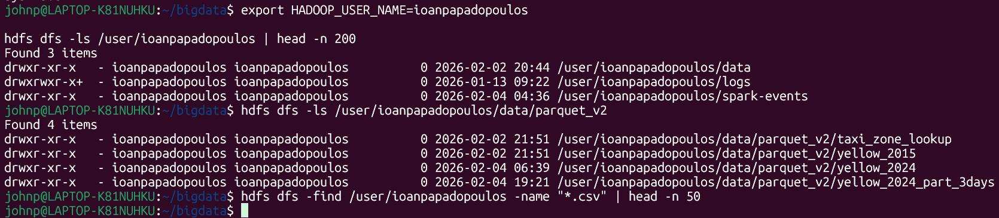 johnp@LAPTOP-K81NUHKU:~/bigdata$ export HADOOP_USER_NAME=ioanpapadopoulos
hdfs dfs -ls /user/ioanpapadopoulos | head -n 200
Found 3 items
drwxr-xr-x   - ioanpapadopoulos ioanpapadopoulos          0 2026-02-02 20:44 /user/ioanpapadopoulos/data
drwxrwxr-x+  - ioanpapadopoulos ioanpapadopoulos          0 2026-01-13 09:22 /user/ioanpapadopoulos/logs
drwxr-xr-x   - ioanpapadopoulos ioanpapadopoulos          0 2026-02-04 04:36 /user/ioanpapadopoulos/spark-events
johnp@LAPTOP-K81NUHKU:~/bigdata$ hdfs dfs -ls /user/ioanpapadopoulos/data/parquet_v2
Found 4 items
drwxr-xr-x   - ioanpapadopoulos ioanpapadopoulos          0 2026-02-02 21:51 /user/ioanpapadopoulos/data/parquet_v2/taxi_zone_lookup
drwxr-xr-x   - ioanpapadopoulos ioanpapadopoulos          0 2026-02-02 21:51 /user/ioanpapadopoulos/data/parquet_v2/yellow_2015
drwxr-xr-x   - ioanpapadopoulos ioanpapadopoulos          0 2026-02-04 06:39 /user/ioanpapadopoulos/data/parquet_v2/yellow_2024
drwxr-xr-x   - ioanpapadopoulos ioanpapadopoulos          0 2026-02-04 19:21 /user/ioanpapadopoulos/data/parquet_v2/yellow_2024_part_3days
johnp@LAPTOP-K81NUHKU:~/bigdata$ hdfs dfs -find /user/ioanpapadopoulos -name "*.csv" | head -n 50
johnp@LAPTOP-K81NUHKU:~/bigdata$